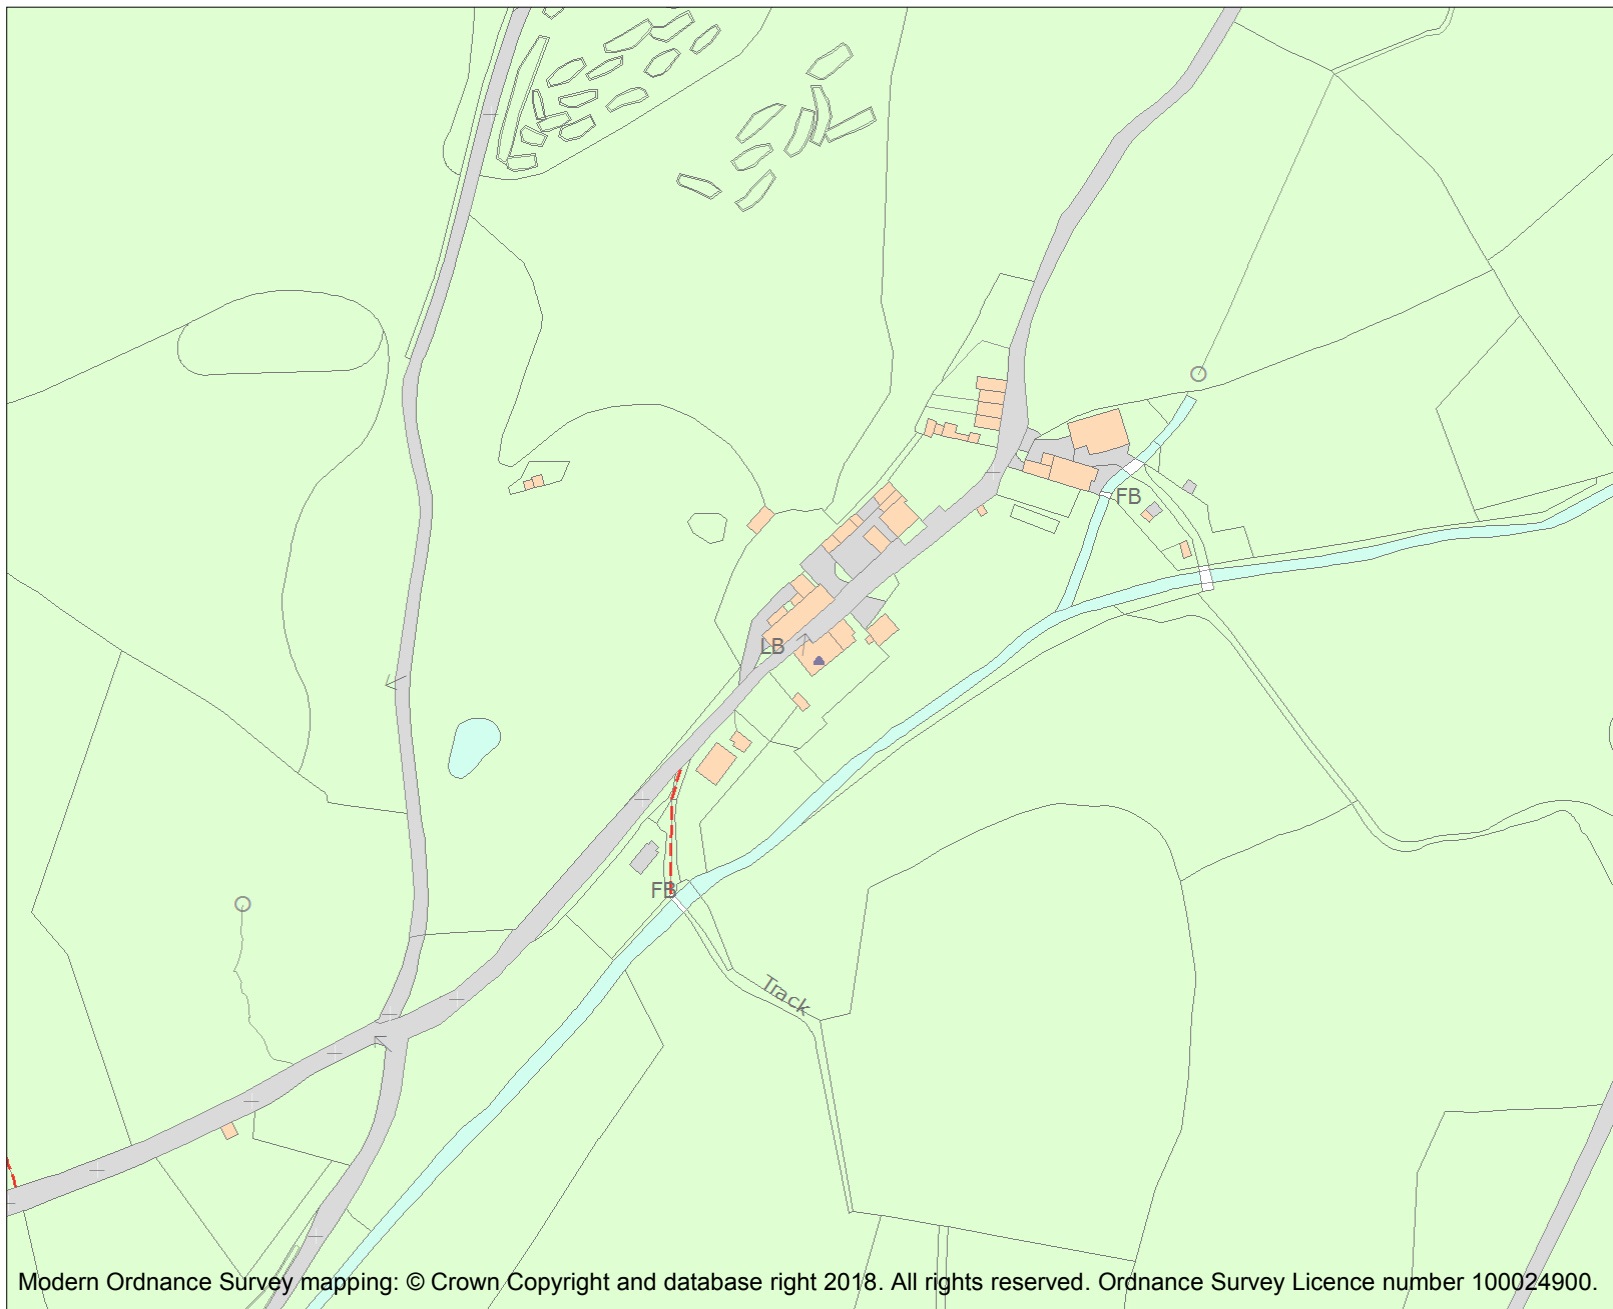 FB
LB
FB
Track
Modern Ordnance Survey mapping: © Crown Copyright and database right 2018. All rights reserved. Ordnance Survey Licence number 100024900.